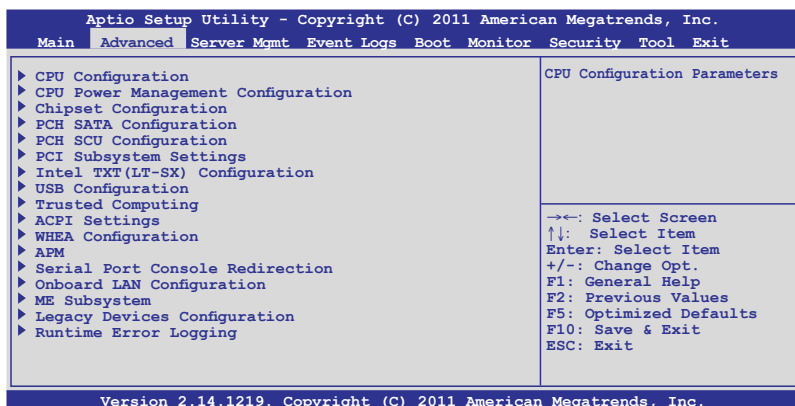 Aptio Setup Utility - Copyright (C) 2011 American Megatrends, Inc.
Main Advanced Server Mgmt Event Logs Boot Monitor Security Tool Exit
CPU Configuration
CPU Power Management Configuration
Chipset Configuration
PCH SATA Configuration
PCH SCU Configuration
PCI Subsystem Settings
Intel TXT(LT-SX) Configuration
USB Configuration
Trusted Computing
ACPI Settings
WHEA Configuration
APM
Serial Port Console Redirection
Onboard LAN Configuration
ME Subsystem
Legacy Devices Configuration
Runtime Error Logging
CPU Configuration Parameters
→←: Select Screen
↑↓: Select Item
Enter: Select Item
+/-: Change Opt.
F1: General Help
F2: Previous Values
F5: Optimized Defaults
F10: Save & Exit
ESC: Exit
Version 2.14.1219. Copyright (C) 2011 American Megatrends, Inc.